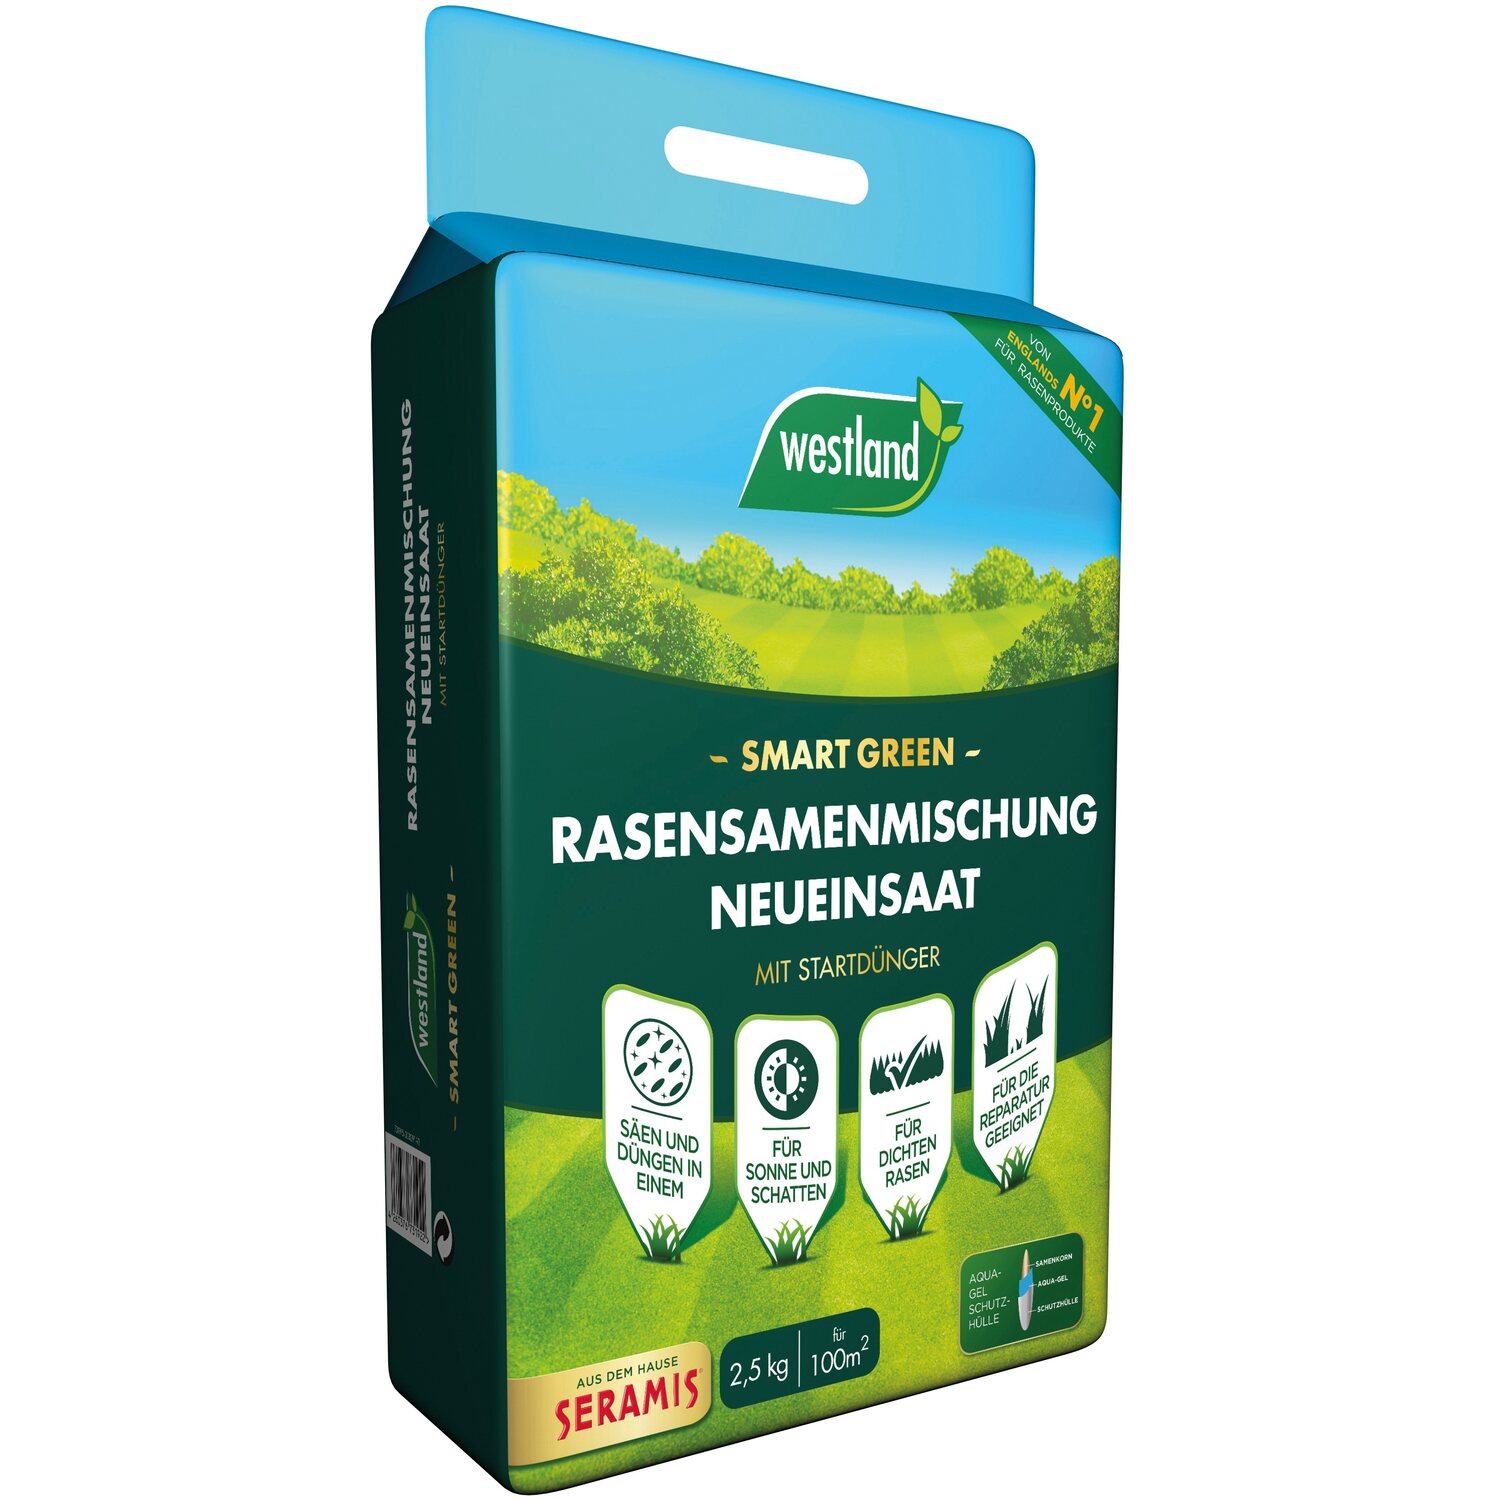 VON
ENGLANDS Nº1
FÜR RASENPRODUKTE
westland
SMART GREEN
RASENSAMENMISCHUNG
NEUEINSAAT
MIT STARTDÜNGER
SÄEN UND
DÜNGEN IN
EINEM
FÜR
SONNE UND
SCHATTEN
FÜR
DICHTEN
RASEN
FÜR DIE
REPARATUR
GEEIGNET
AQUA-
GEL
SCHUTZ-
HÜLLE
SAMENKORN
AQUA-GEL
SCHUTZHÜLLE
AUS DEM HAUSE
SERAMIS
2,5 kg
für
100m²
RASENSAMENMISCHUNG
NEUEINSAAT
MIT STARTDÜNGER
westland
- SMART GREEN -